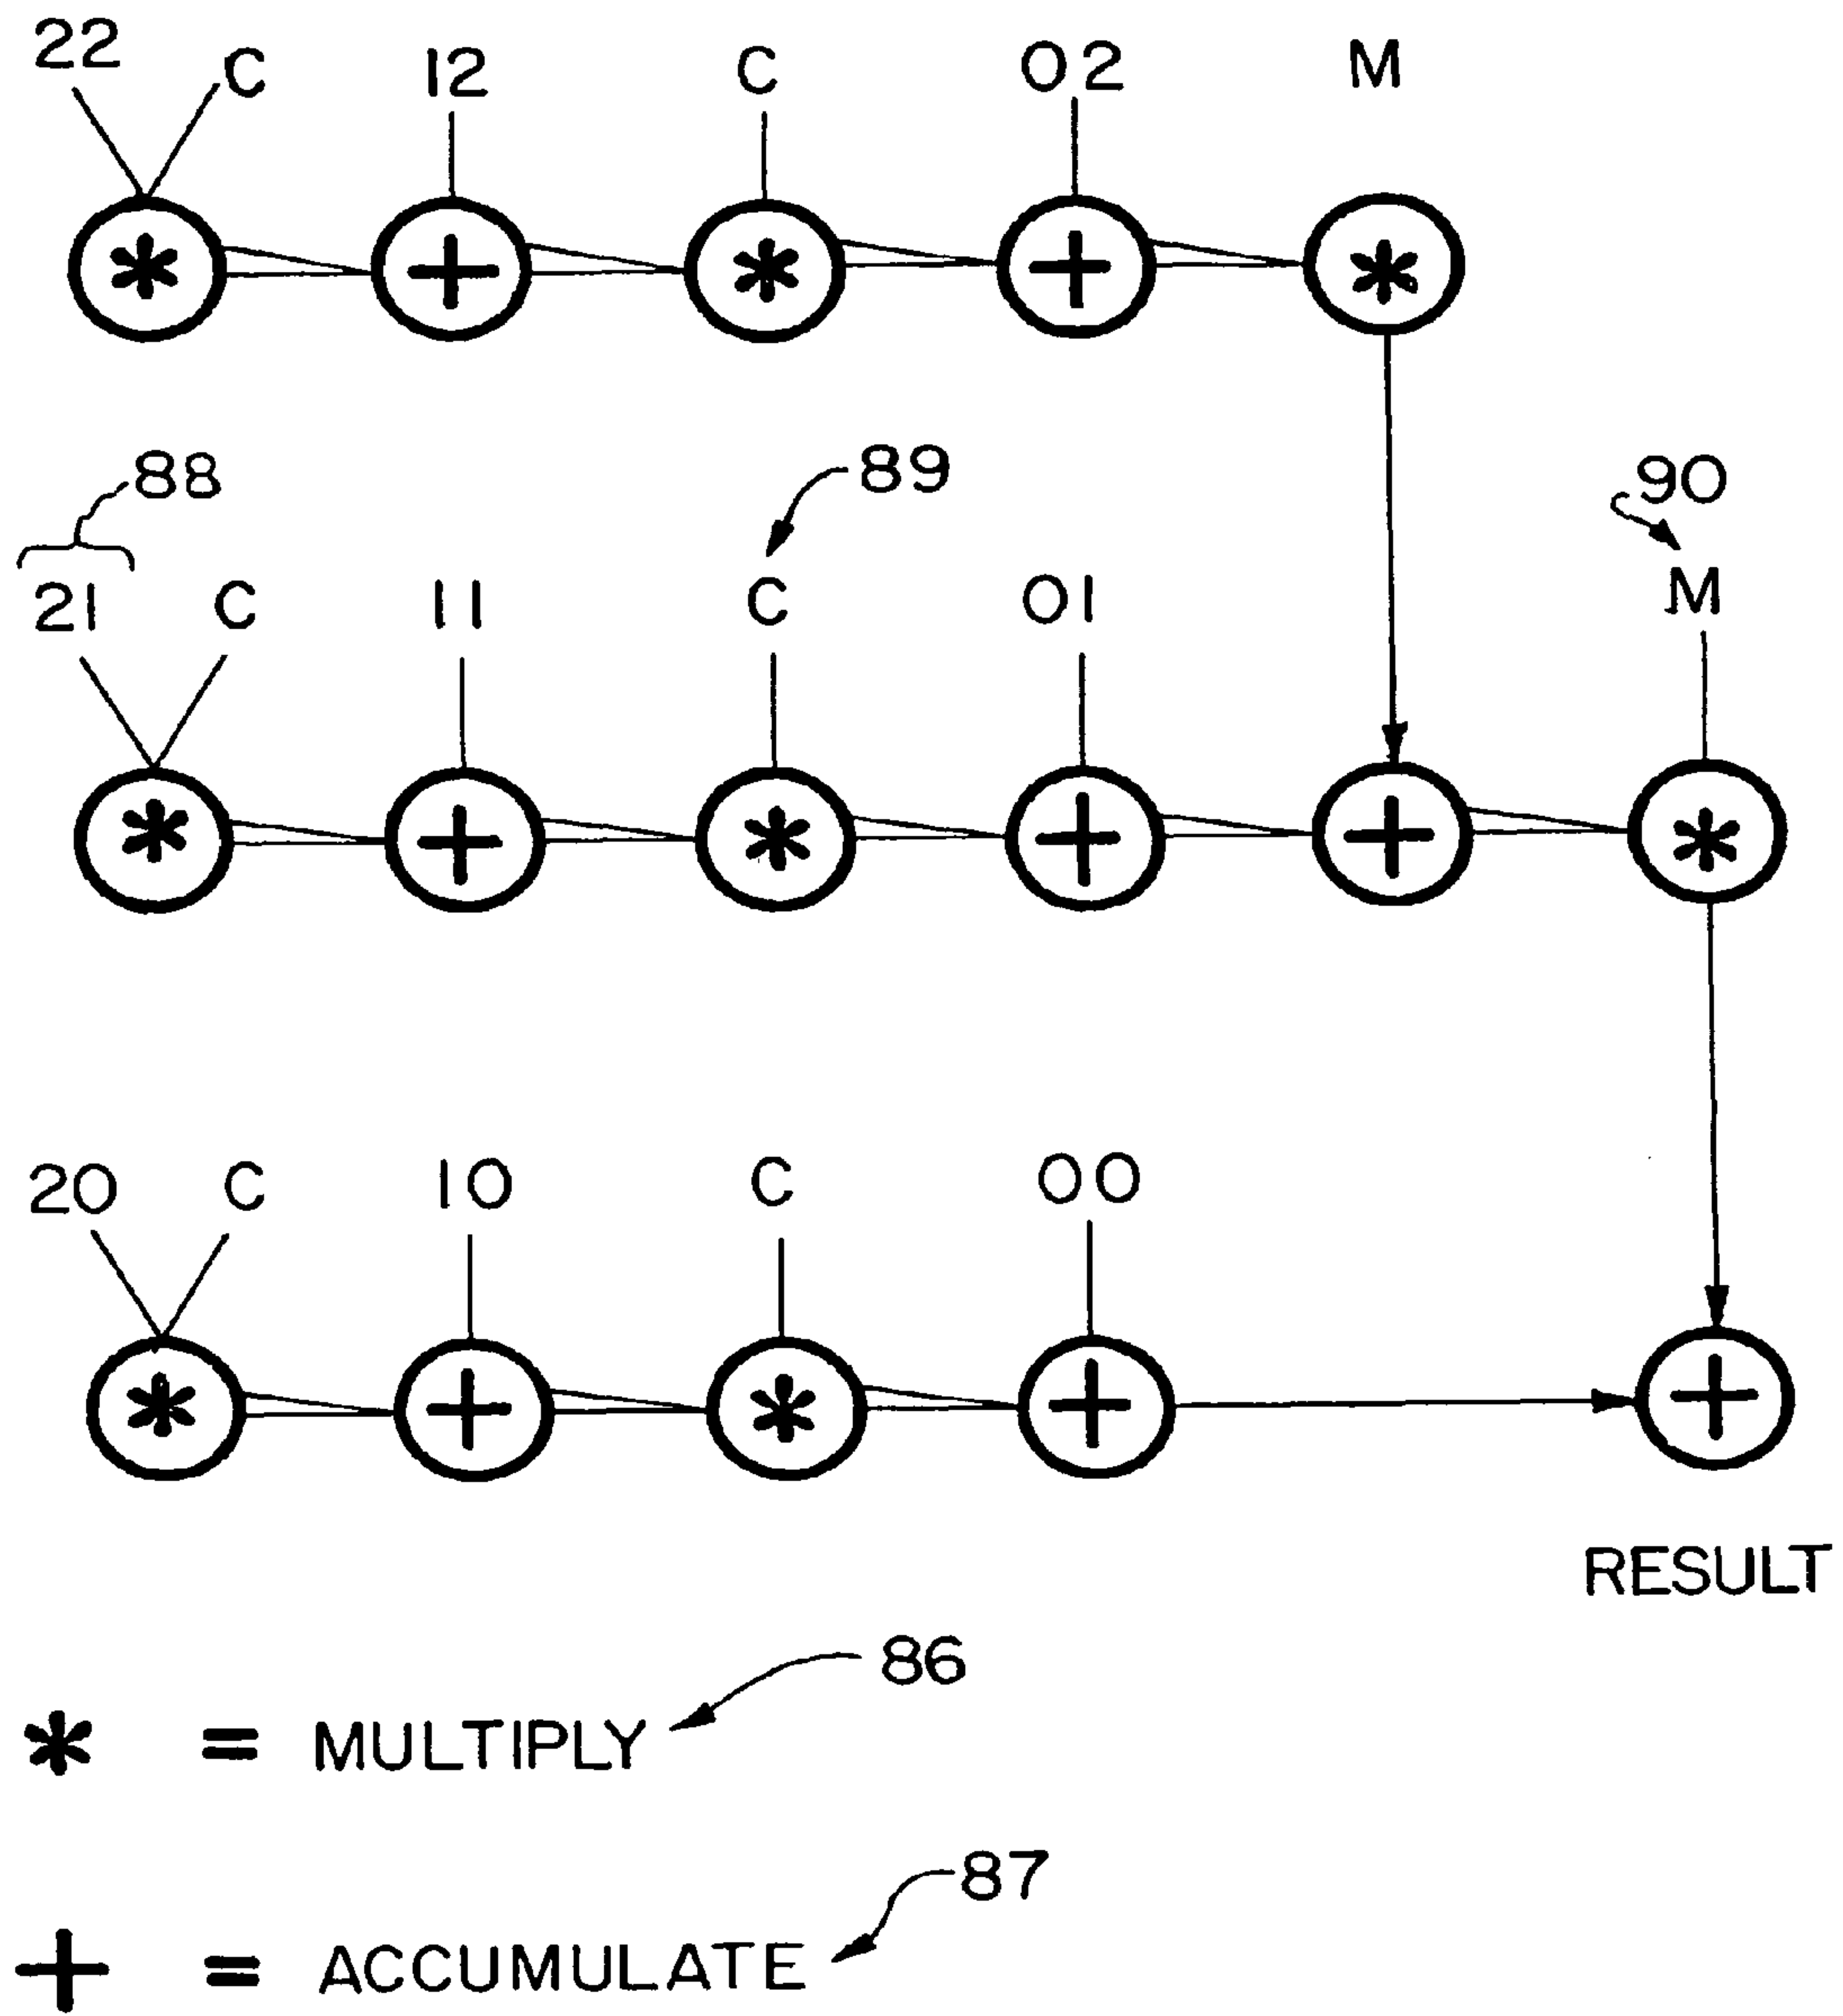 22 C 12 C 02 M
* + * + *
88 89 90
21 C 11 C 01 M
* + * + + *
20 C 10 C 00
* + * + +
RESULT
86
* = MULTIPLY
87
+ = ACCUMULATE